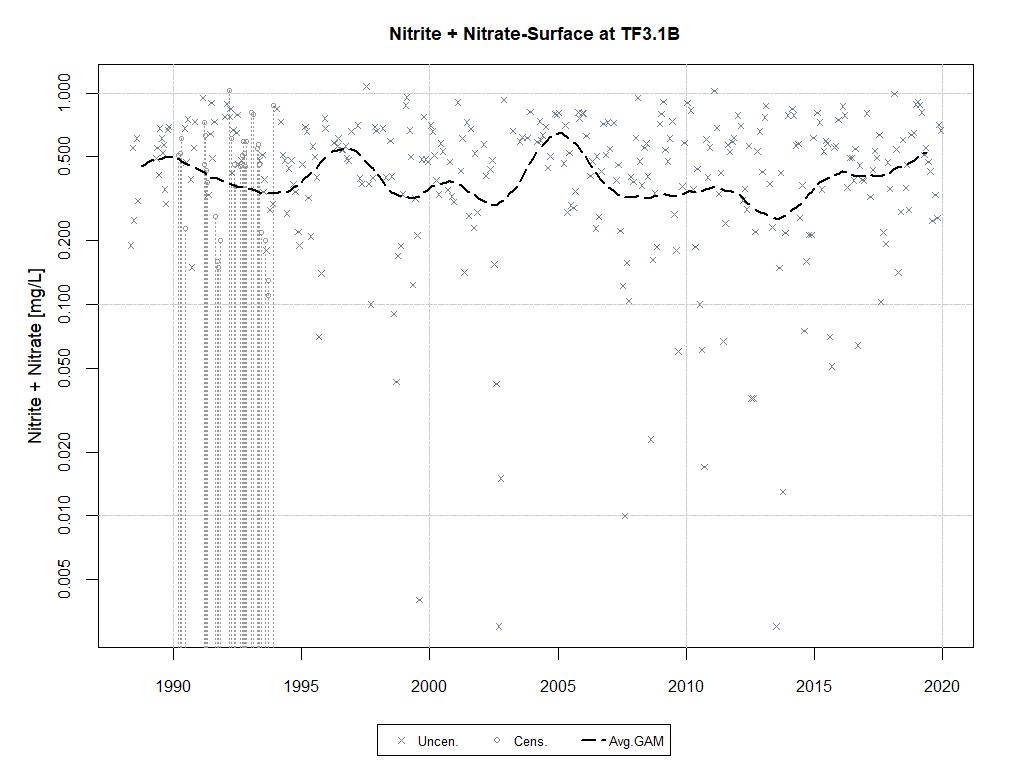 Nitrite + Nitrate-Surface at TF3.1B
Nitrite + Nitrate [mg/L]
1.000
0.500
0.200
0.100
0.050
0.020
0.010
0.005
1990 1995 2000 2005 2010 2015 2020
Uncen. Cens. Avg.GAM